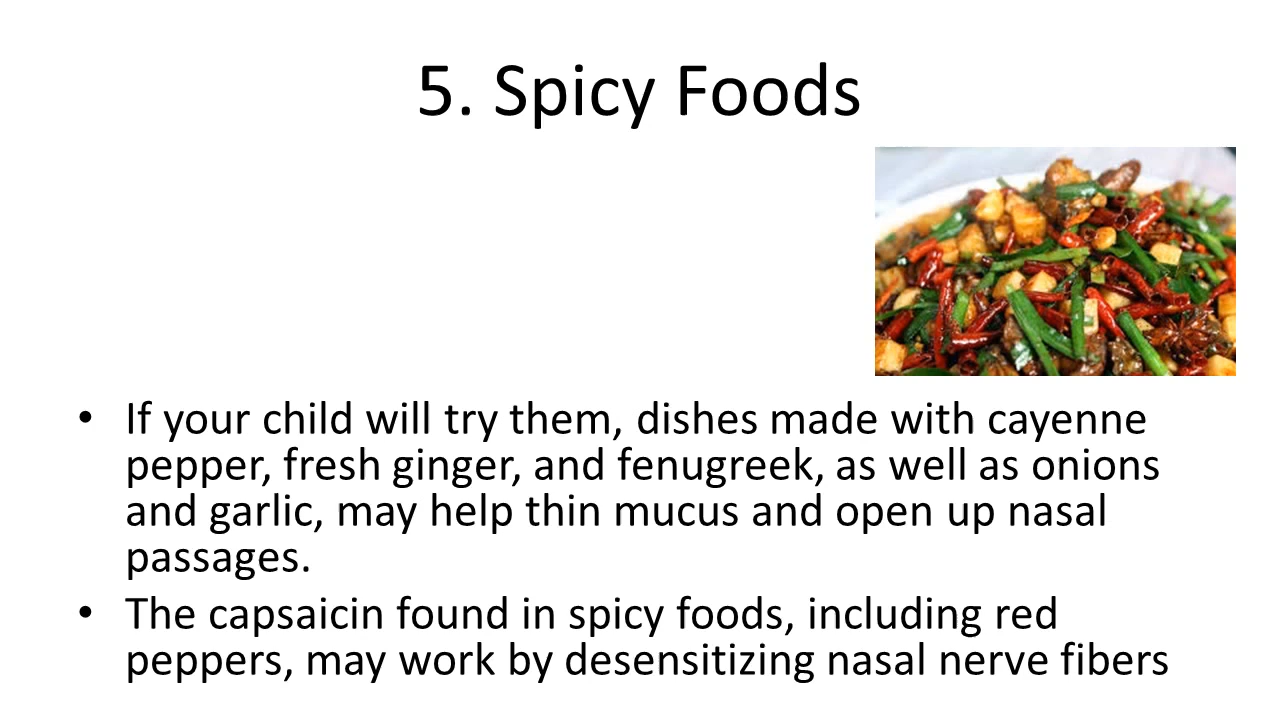 5. Spicy Foods
• If your child will try them, dishes made with cayenne
pepper, fresh ginger, and fenugreek, as well as onions
and garlic, may help thin mucus and open up nasal
passages.
• The capsaicin found in spicy foods, including red
peppers, may work by desensitizing nasal nerve fibers